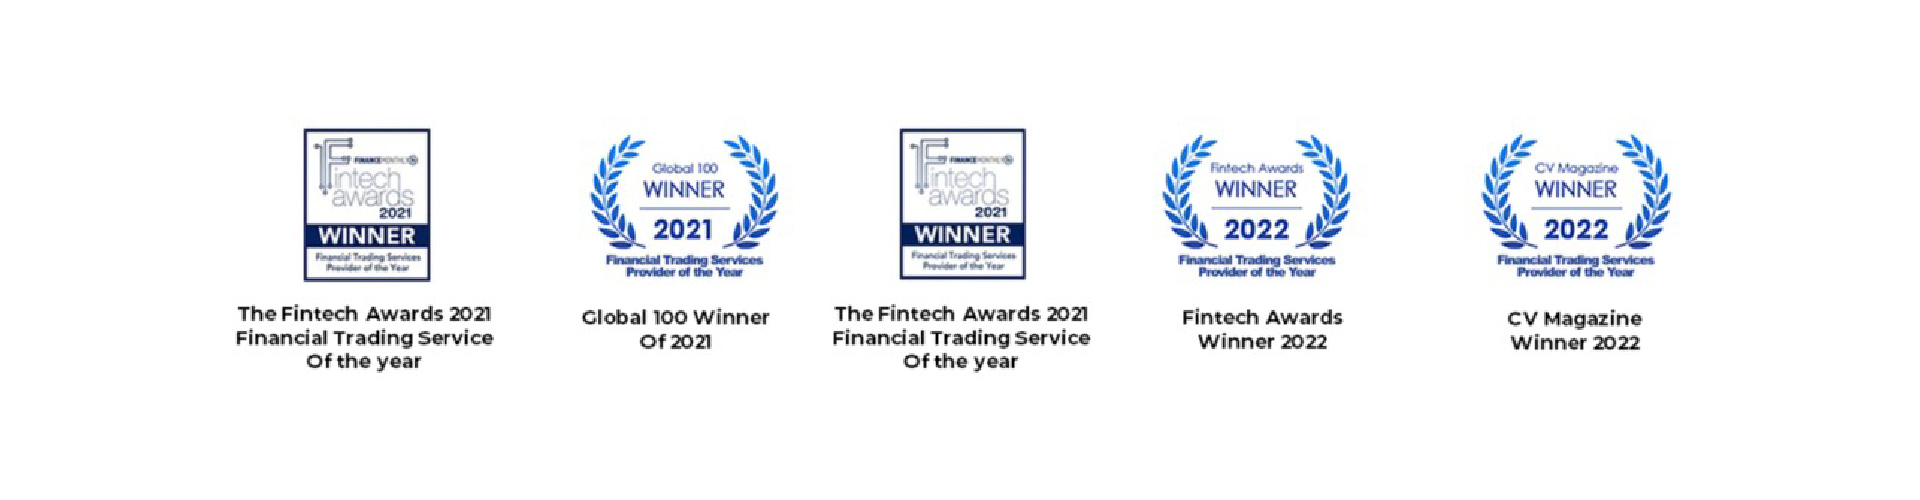 FINANCE MONTHLY
Fintech
awards
2021
WINNER
Financial Trading Services
Provider of the Year
The Fintech Awards 2021
Financial Trading Service
Of the year
Global 100
WINNER
2021
Financial Trading Services
Provider of the Year
Global 100 Winner
Of 2021
FINANCE MONTHLY
Fintech
awards
2021
WINNER
Financial Trading Services
Provider of the Year
The Fintech Awards 2021
Financial Trading Service
Of the year
Fintech Awards
WINNER
2022
Financial Trading Services
Provider of the Year
Fintech Awards
Winner 2022
CV Magazine
WINNER
2022
Financial Trading Services
Provider of the Year
CV Magazine
Winner 2022